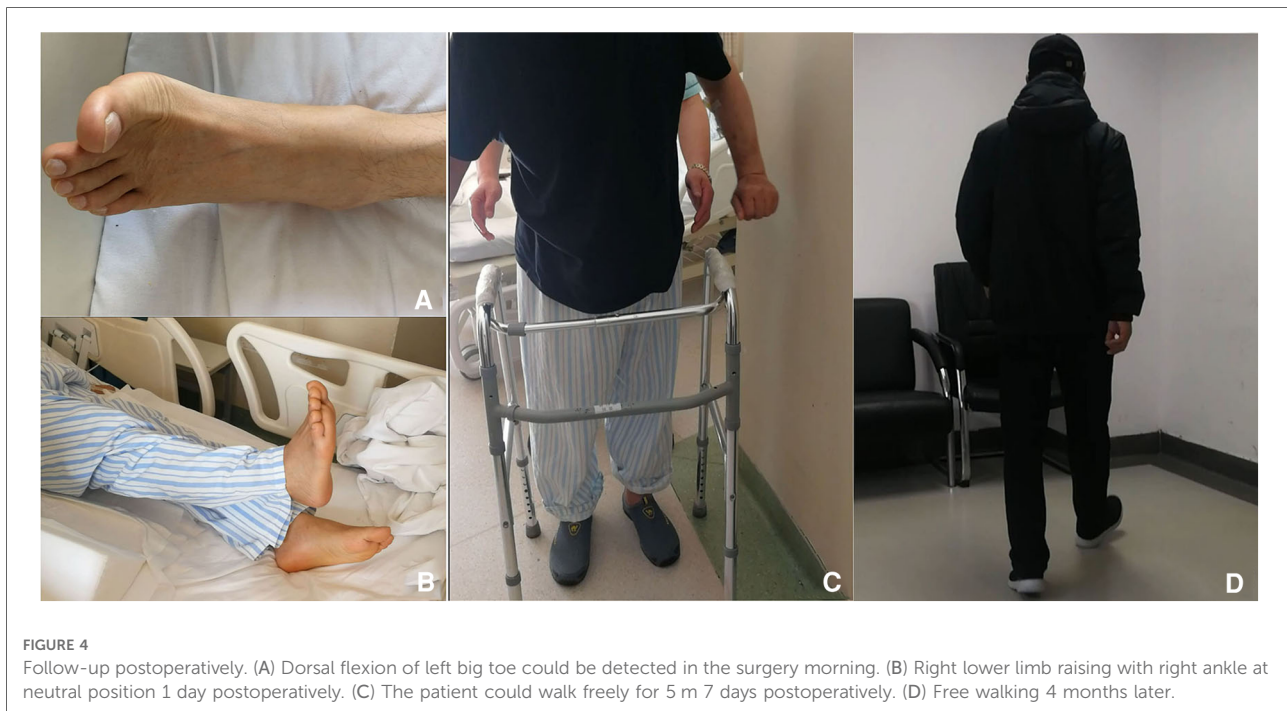 A
B
C
D
FIGURE 4
Follow-up postoperatively. (A) Dorsal flexion of left big toe could be detected in the surgery morning. (B) Right lower limb raising with right ankle at
neutral position 1 day postoperatively. (C) The patient could walk freely for 5 m 7 days postoperatively. (D) Free walking 4 months later.